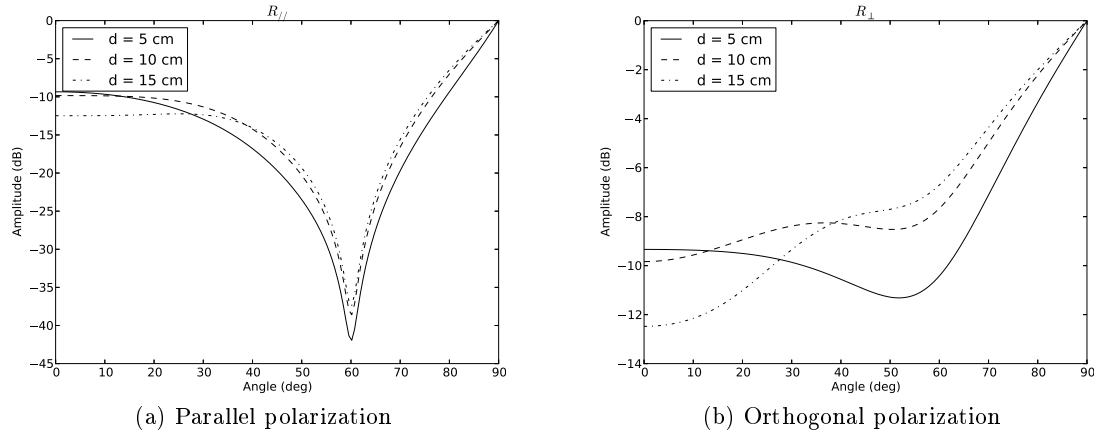 R//
0
−5
−10
−15
−20
−25
−30
−35
−40
−45
Amplitude (dB)
d = 5 cm
d = 10 cm
d = 15 cm
0 10 20 30 40 50 60 70 80 90
Angle (deg)
(a) Parallel polarization
R⊥
0
−2
−4
−6
−8
−10
−12
−14
Amplitude (dB)
d = 5 cm
d = 10 cm
d = 15 cm
0 10 20 30 40 50 60 70 80 90
Angle (deg)
(b) Orthogonal polarization